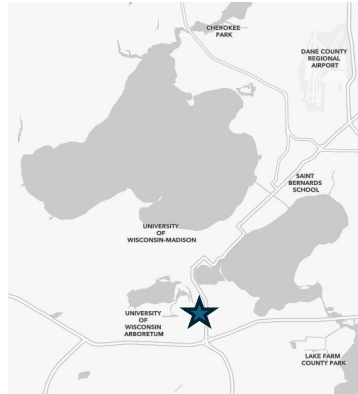 CHEROKEE
PARK
DANE COUNTY
REGIONAL
AIRPORT
SAINT
BERNARDS
SCHOOL
UNIVERSITY
OF
WISCONSIN-MADISON
UNIVERSITY
OF
WISCONSIN
ARBORETUM
LAKE FARM
COUNTY PARK